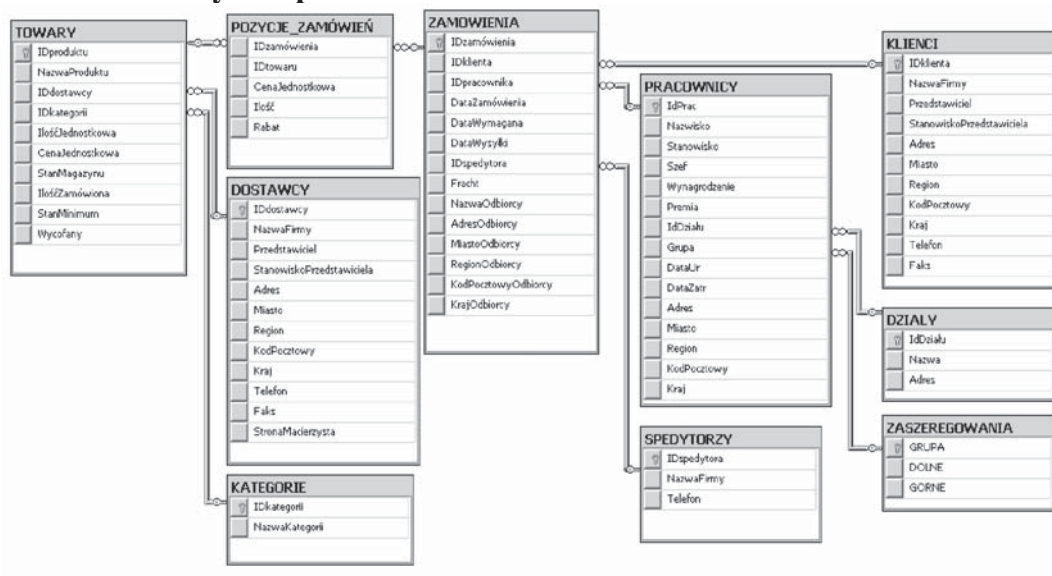 TOWARY
IDproduktu
NazwaProduktu
IDdostawcy
IDkategorii
IlośćJednostkowa
CenaJednostkowa
StanMagazynu
IlośćZamówiona
StanMinimum
Wycofany
POZYCJE_ZAMÓWIEŃ
IDzamówienia
IDtowaru
CenaJednostkowa
Ilość
Rabat
DOSTAWCY
IDdostawcy
NazwaFirmy
Przedstawiciel
StanowiskoPrzedstawiciela
Adres
Miasto
Region
KodPocztowy
Kraj
Telefon
Faks
StronaMacierzysta
KATEGORIE
IDkategorii
NazwaKategorii
ZAMOWIENIA
IDzamówienia
IDklienta
IDpracownika
DataZamówienia
DataWymagana
DataWysyłki
IDspedytora
Fracht
NazwaOdbiorcy
AdresOdbiorcy
MiastoOdbiorcy
RegionOdbiorcy
KodPocztowyOdbiorcy
KrajOdbiorcy
PRACOWNICY
IdPrac
Nazwisko
Stanowisko
Szef
Wynagrodzenie
Premia
IdDziału
Grupa
DataUr
DataZatr
Adres
Miasto
Region
KodPocztowy
Kraj
SPEDYTORZY
IDspedytora
NazwaFirmy
Telefon
KLIENCI
IDklienta
NazwaFirmy
Przedstawiciel
StanowiskoPrzedstawiciela
Adres
Miasto
Region
KodPocztowy
Kraj
Telefon
Faks
DZIALY
IdDziału
Nazwa
Adres
ZASZEREGOWANIA
GRUPA
DOLNE
GORNE